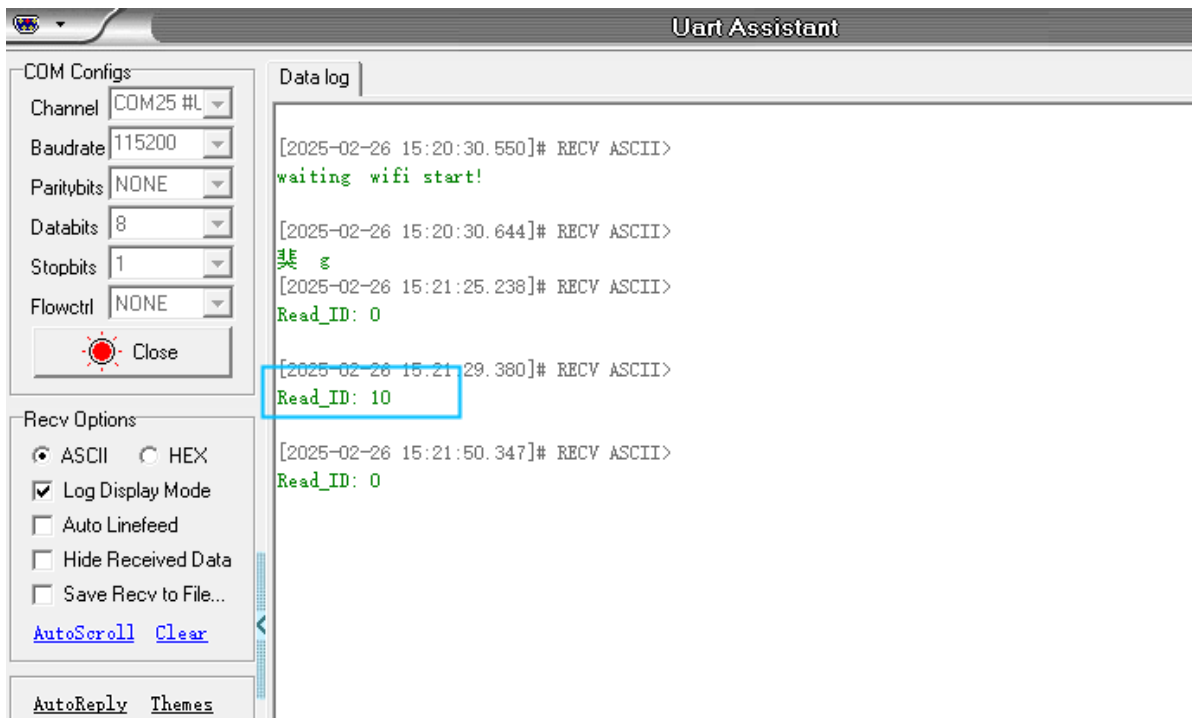 Uart Assistant
COM Configs
Channel COM25 #U
Baudrate 115200
Paritybits NONE
Databits 8
Stopbits 1
Flowctrl NONE
Close
Recv Options
ASCII HEX
Log Display Mode
Auto Linefeed
Hide Received Data
Save Recv to File...
AutoScroll Clear
AutoReply Themes
Data log
[2025-02-26 15:20:30.550]# RECV ASCII>
waiting wifi start!
[2025-02-26 15:20:30.644]# RECV ASCII>
g
[2025-02-26 15:21:25.238]# RECV ASCII>
Read_ID: 0
[2025-02-26 15:21:29.380]# RECV ASCII>
Read_ID: 10
[2025-02-26 15:21:50.347]# RECV ASCII>
Read_ID: 0